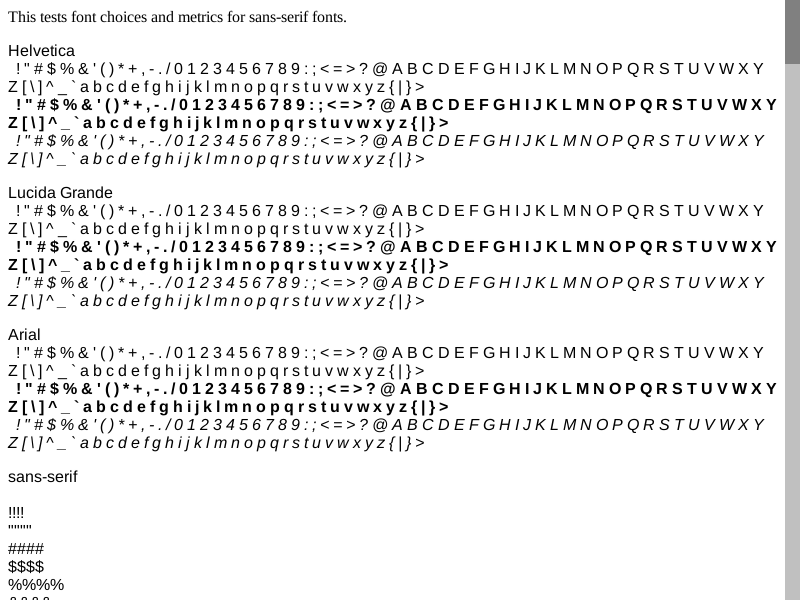 This tests font choices and metrics for sans-serif fonts.
Helvetica
! " # $ % & ' ( ) * + , - . / 0 1 2 3 4 5 6 7 8 9 : ; < = > ? @ A B C D E F G H I J K L M N O P Q R S T U V W X Y
Z [ \ ] ^ _ ` a b c d e f g h i j k l m n o p q r s t u v w x y z { | } >
! " # $ % & ' ( ) * + , - . / 0 1 2 3 4 5 6 7 8 9 : ; < = > ? @ A B C D E F G H I J K L M N O P Q R S T U V W X Y
Z [ \ ] ^ _ ` a b c d e f g h i j k l m n o p q r s t u v w x y z { | } >
! " # $ % & ' ( ) * + , - . / 0 1 2 3 4 5 6 7 8 9 : ; < = > ? @ A B C D E F G H I J K L M N O P Q R S T U V W X Y
Z [ \ ] ^ _ ` a b c d e f g h i j k l m n o p q r s t u v w x y z { | } >
Lucida Grande
! " # $ % & ' ( ) * + , - . / 0 1 2 3 4 5 6 7 8 9 : ; < = > ? @ A B C D E F G H I J K L M N O P Q R S T U V W X Y
Z [ \ ] ^ _ ` a b c d e f g h i j k l m n o p q r s t u v w x y z { | } >
! " # $ % & ' ( ) * + , - . / 0 1 2 3 4 5 6 7 8 9 : ; < = > ? @ A B C D E F G H I J K L M N O P Q R S T U V W X Y
Z [ \ ] ^ _ ` a b c d e f g h i j k l m n o p q r s t u v w x y z { | } >
! " # $ % & ' ( ) * + , - . / 0 1 2 3 4 5 6 7 8 9 : ; < = > ? @ A B C D E F G H I J K L M N O P Q R S T U V W X Y
Z [ \ ] ^ _ ` a b c d e f g h i j k l m n o p q r s t u v w x y z { | } >
Arial
! " # $ % & ' ( ) * + , - . / 0 1 2 3 4 5 6 7 8 9 : ; < = > ? @ A B C D E F G H I J K L M N O P Q R S T U V W X Y
Z [ \ ] ^ _ ` a b c d e f g h i j k l m n o p q r s t u v w x y z { | } >
! " # $ % & ' ( ) * + , - . / 0 1 2 3 4 5 6 7 8 9 : ; < = > ? @ A B C D E F G H I J K L M N O P Q R S T U V W X Y
Z [ \ ] ^ _ ` a b c d e f g h i j k l m n o p q r s t u v w x y z { | } >
! " # $ % & ' ( ) * + , - . / 0 1 2 3 4 5 6 7 8 9 : ; < = > ? @ A B C D E F G H I J K L M N O P Q R S T U V W X Y
Z [ \ ] ^ _ ` a b c d e f g h i j k l m n o p q r s t u v w x y z { | } >
sans-serif
!!!!
""""
####
$$$$
%%%%